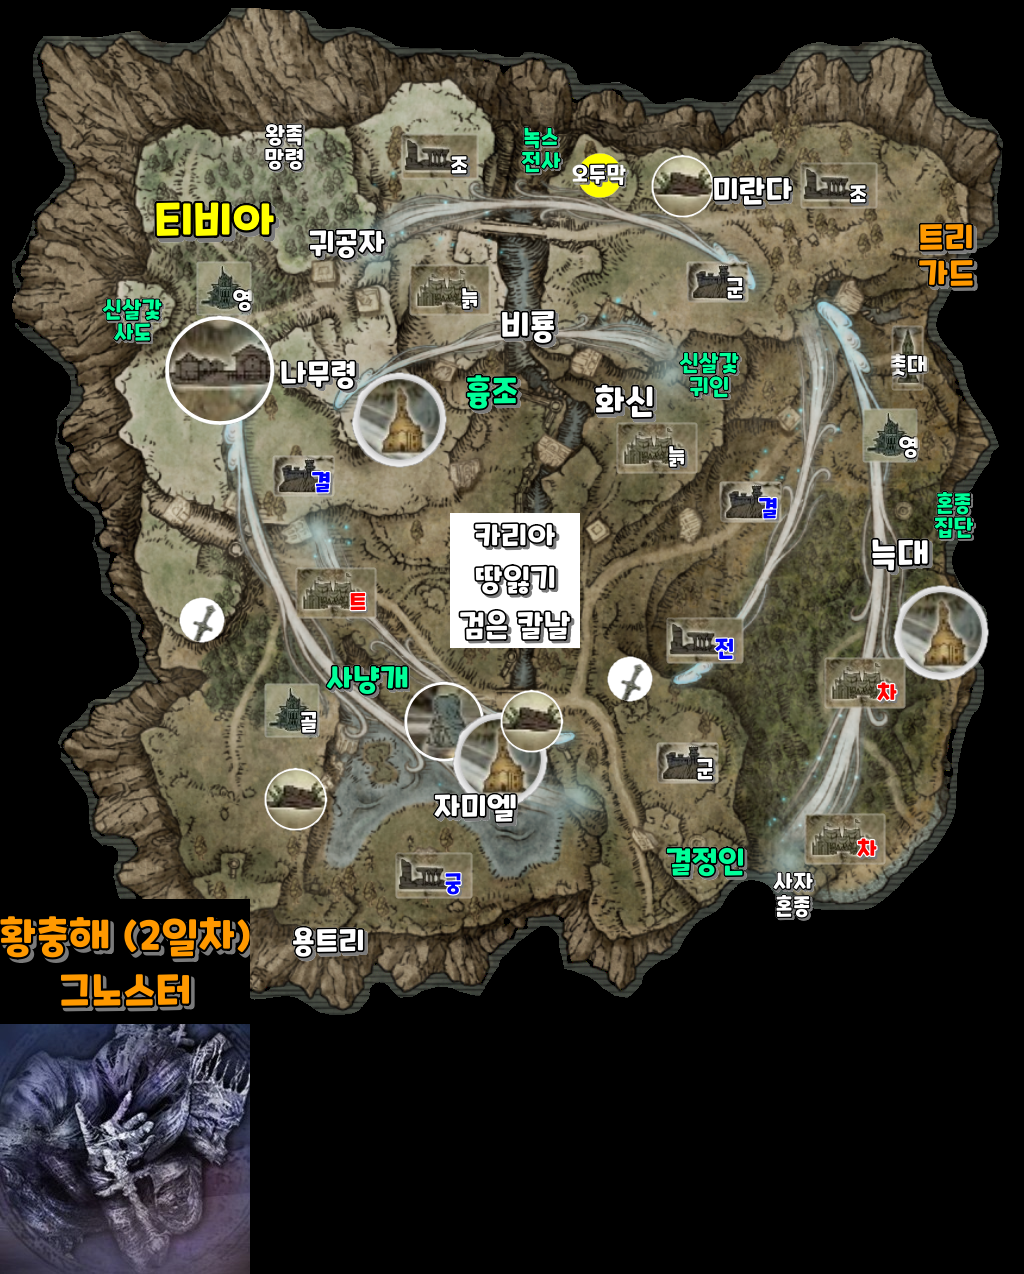 왕족
망령
조
녹스
전사
오두막
미란다
조
티비아
귀공자
트리
가드
영
늙
군
신살갗
사도
비룡
나무령
흉조
화신
신살갗
귀인
촛대
늙
영
결
결
혼종
집단
카리아
땅잃기
검은 칼날
늑대
트
전
사냥개
차
골
군
자미엘
결정인
차
궁
사자
혼종
용트리
황충해 (2일차)
그노스터